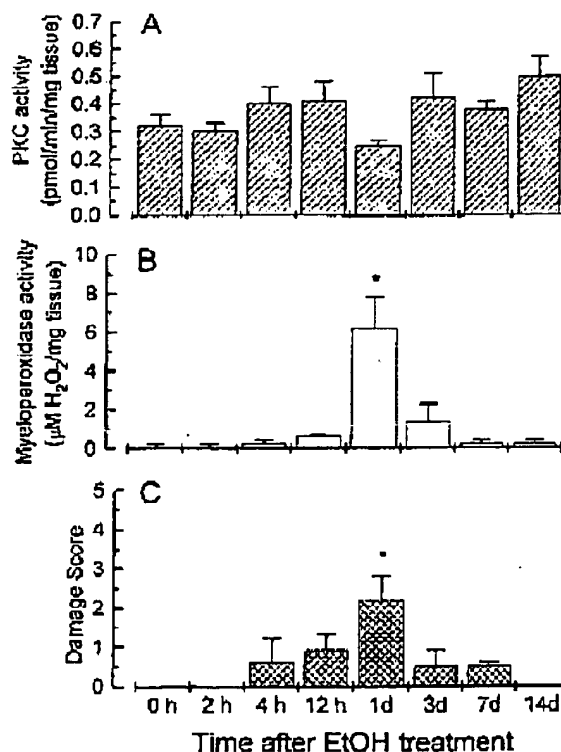 A
PKC activity
(pmol/min/mg tissue)
0.7
0.6
0.5
0.4
0.3
0.2
0.1
0.0
B
Myeloperoxidase activity
(µM H₂O₂/mg tissue)
10
8
6
4
2
0
*
C
Damage Score
5
4
3
2
1
0
*
0 h 2 h 4 h 12 h 1d 3d 7d 14d
Time after EtOH treatment